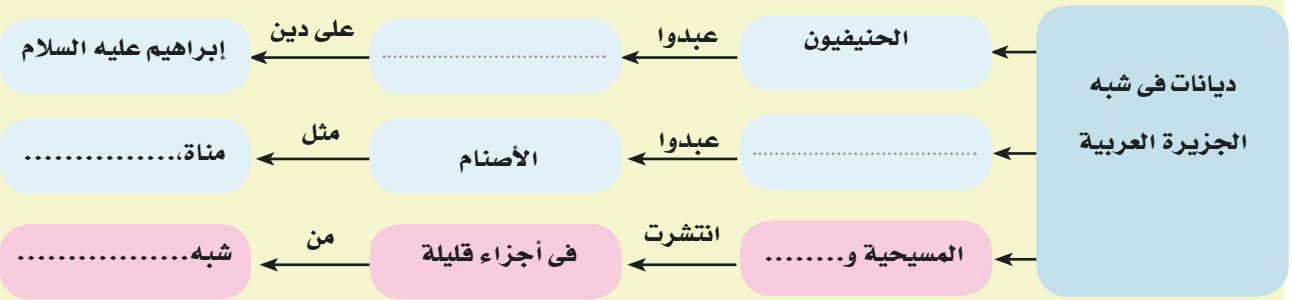 ديانات فى شبه
الجزيرة العربية
الحنيفيون
عبدوا
................................
على دين
إبراهيم عليه السلام
................................
عبدوا
الأصنام
مثل
مناة،...............
المسيحية و........
انتشرت
فى أجزاء قليلة
من
شبه................